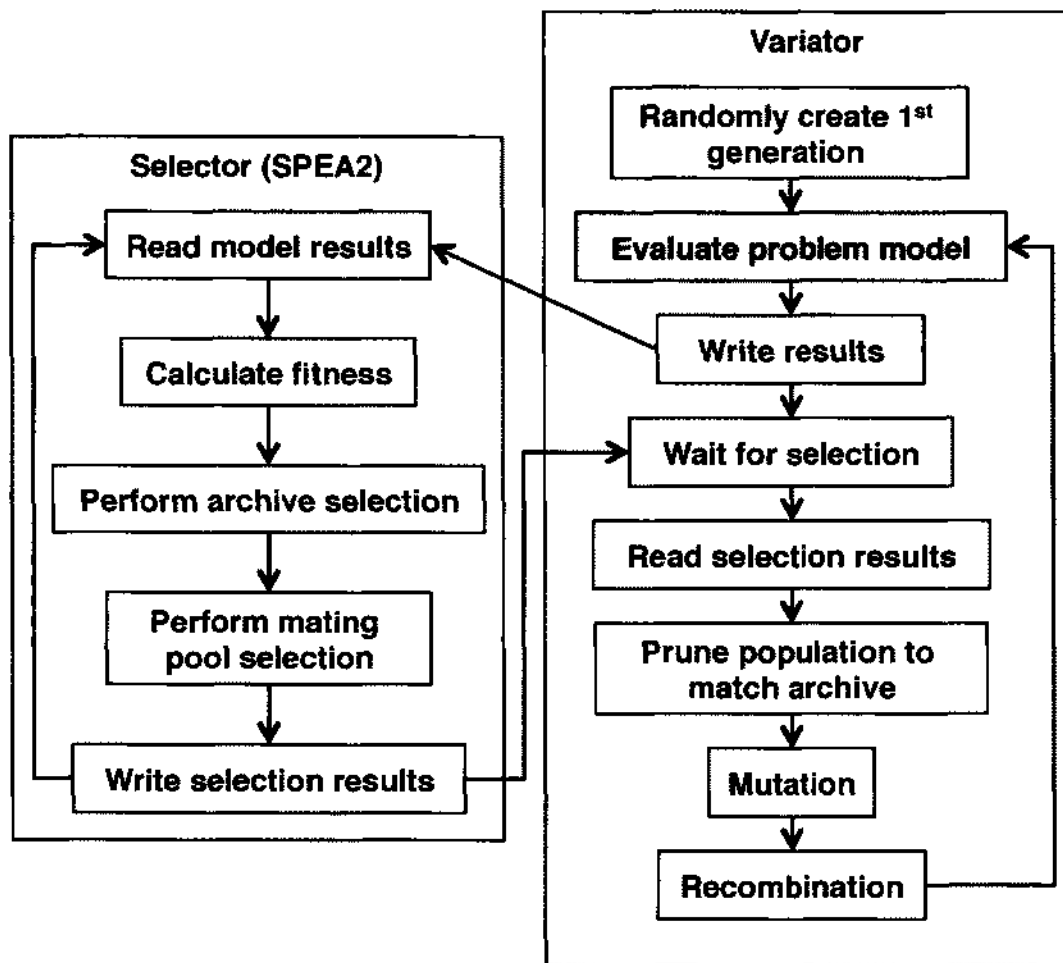 Variator
Randomly create 1st
generation
Evaluate problem model
Write results
Wait for selection
Read selection results
Prune population to
match archive
Mutation
Recombination
Selector (SPEA2)
Read model results
Calculate fitness
Perform archive selection
Perform mating
pool selection
Write selection results